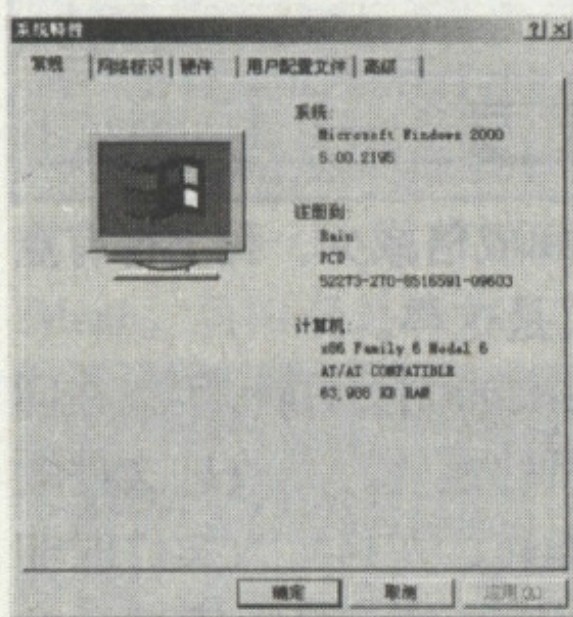 系统特性
常规 网络标识 硬件 用户配置文件 高级
系统:
Microsoft Windows 2000
5.00.2195
注册到:
Rain
PCD
52273-270-8516591-09603
计算机:
x86 Family 6 Model 6
AT/AT COMPATIBLE
KB RAM
确定 取消 应用(A)